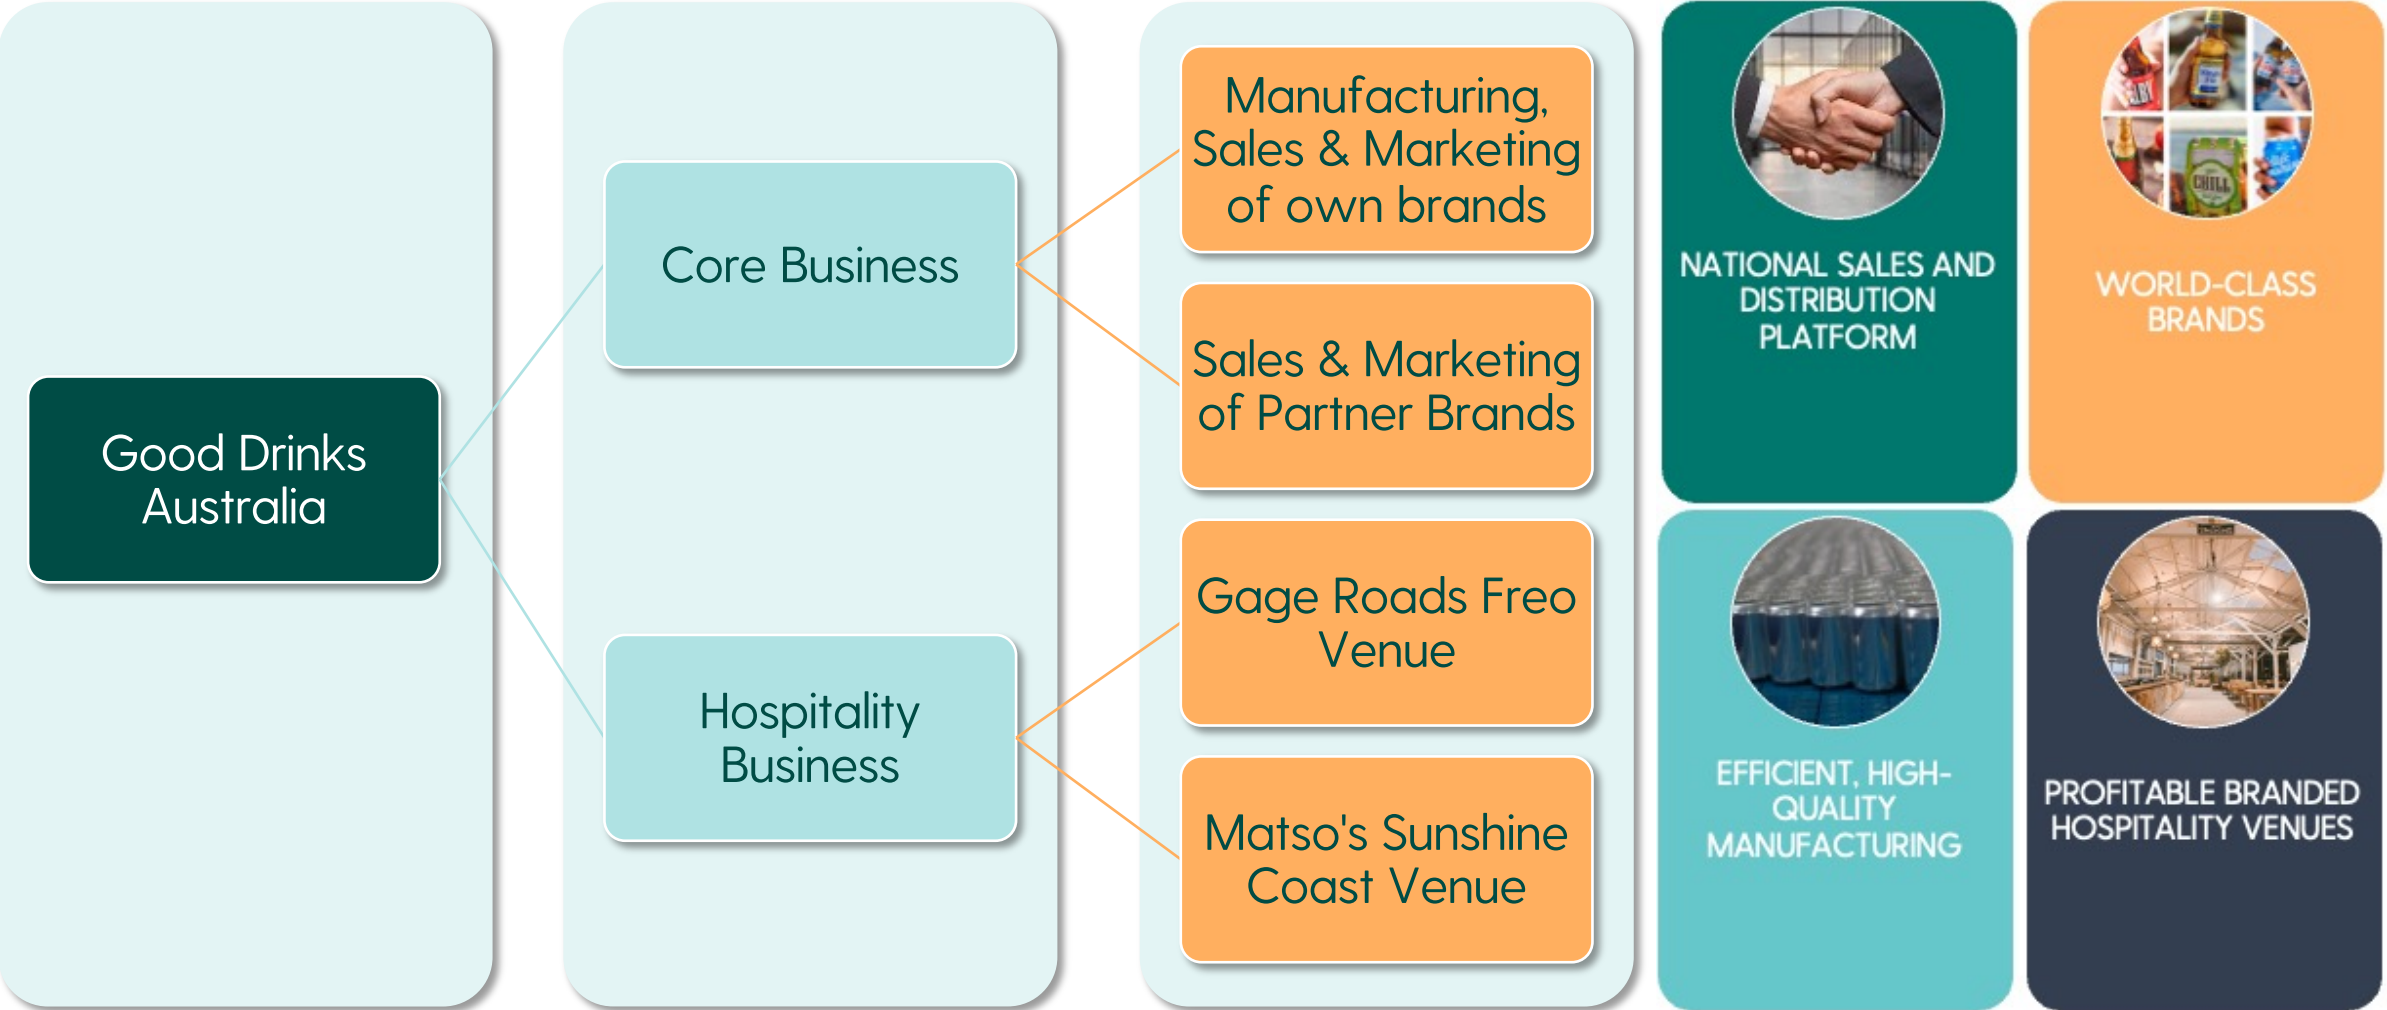 Good Drinks
Australia
Core Business
Hospitality
Business
Manufacturing,
Sales & Marketing
of own brands
Sales & Marketing
of Partner Brands
Gage Roads Freo
Venue
Matso's Sunshine
Coast Venue
NATIONAL SALES AND
DISTRIBUTION
PLATFORM
CHILL
WORLD-CLASS
BRANDS
EFFICIENT, HIGH-
QUALITY
MANUFACTURING
PROFITABLE BRANDED
HOSPITALITY VENUES